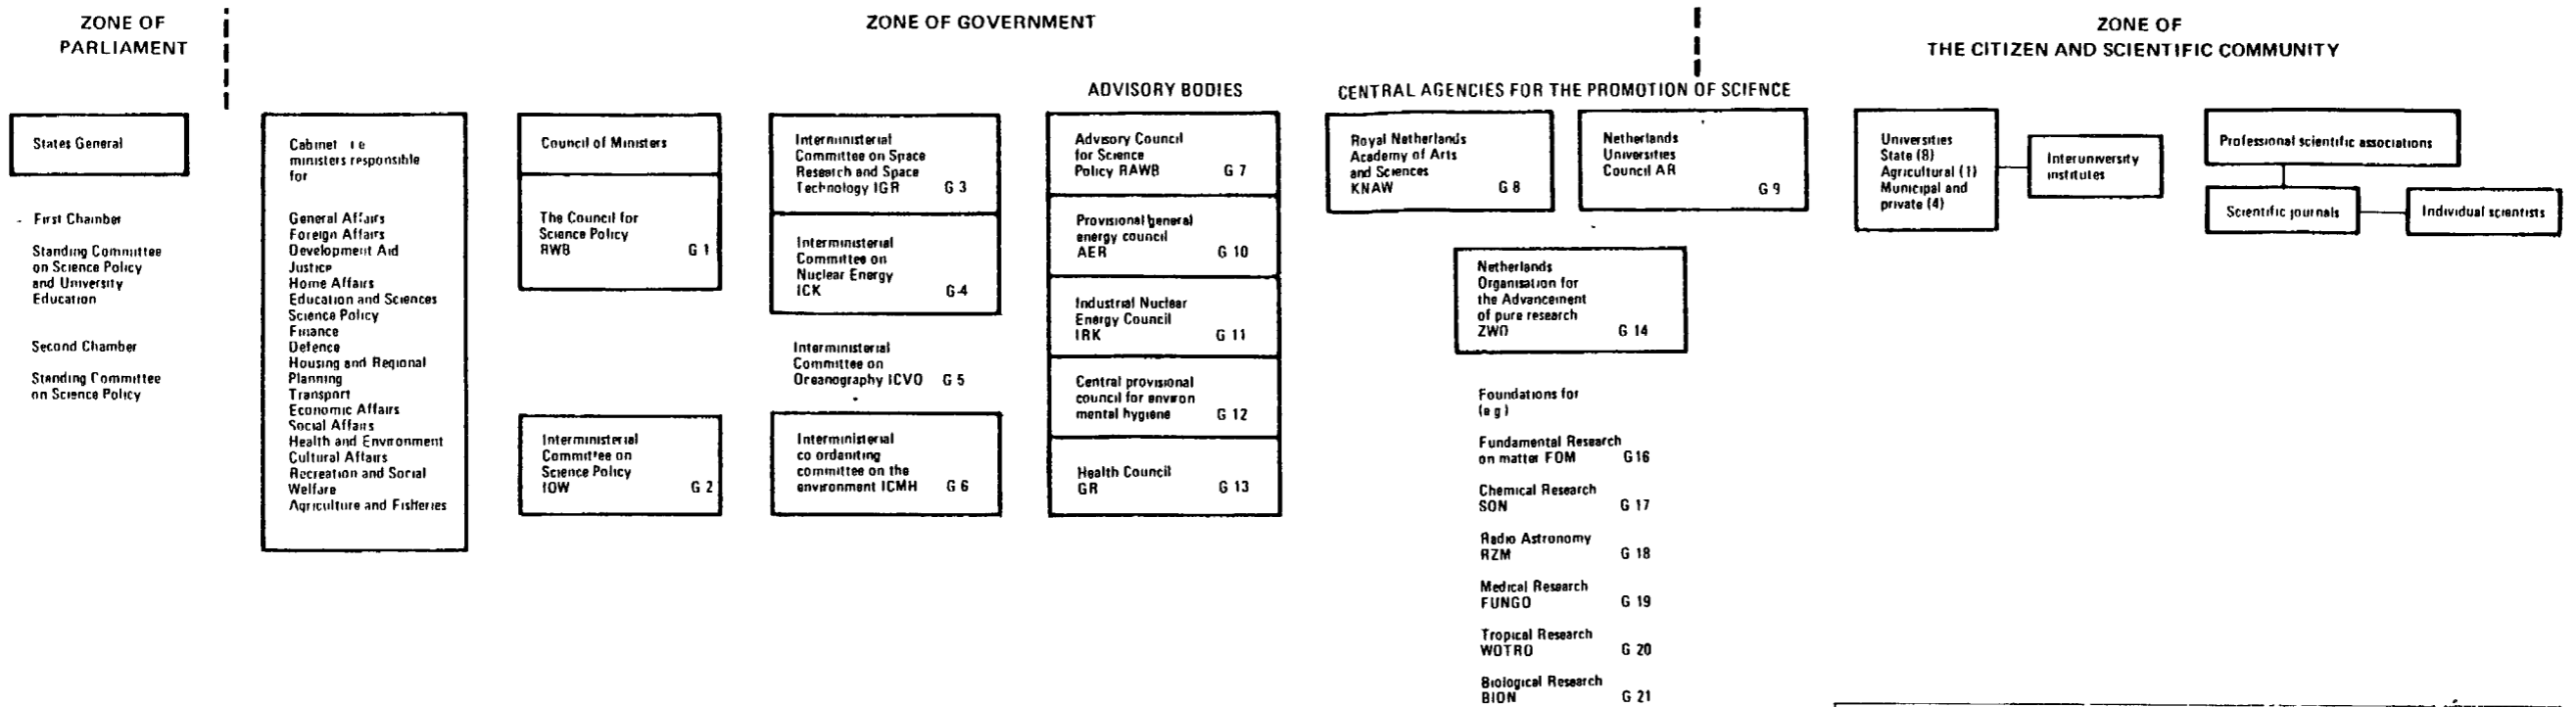 ZONE OF
PARLIAMENT
ZONE OF GOVERNMENT
ZONE OF
THE CITIZEN AND SCIENTIFIC COMMUNITY
ADVISORY BODIES
CENTRAL AGENCIES FOR THE PROMOTION OF SCIENCE
States General
First Chamber
Standing Committee
on Science Policy
and University
Education
Second Chamber
Standing Committee
on Science Policy
Cabinet i e
ministers responsible
for
General Affairs
Foreign Affairs
Development Aid
Justice
Home Affairs
Education and Sciences
Science Policy
Finance
Defence
Housing and Regional
Planning
Transport
Economic Affairs
Social Affairs
Health and Environment
Cultural Affairs
Recreation and Social
Welfare
Agriculture and Fisheries
Council of Ministers
The Council for
Science Policy
RWB G 1
Interministerial
Committee on
Science Policy
IOW G 2
Interministerial
Committee on Space
Research and Space
Technology IGR G 3
Interministerial
Committee on
Nuclear Energy
ICK G-4
Interministerial
Committee on
Oreanography ICVO G 5
Interministerial
co ordaniting
committee on the
environment ICMH G 6
Advisory Council
for Science
Policy RAWB G 7
Provisional general
energy council
AER G 10
Industrial Nuclear
Energy Council
IRK G 11
Central provisional
council for environ
mental hygiene G 12
Health Council
GR G 13
Royal Netherlands
Academy of Arts
and Sciences
KNAW G 8
Netherlands
Universities
Council AR
G 9
Netherlands
Organisation for
the Advancement
of pure research
ZWO G 14
Foundations for
(e g)
Fundamental Research
on matter FOM G16
Chemical Research
SON G 17
Radio Astronomy
RZM G 18
Medical Research
FUNGO G 19
Tropical Research
WOTRO G 20
Biological Research
BION G 21
Universities
State (8)
Agricultural (1)
Municipal and
private (4)
Interuniversity
institutes
Professional scientific associations
Scientific journals
Individual scientists